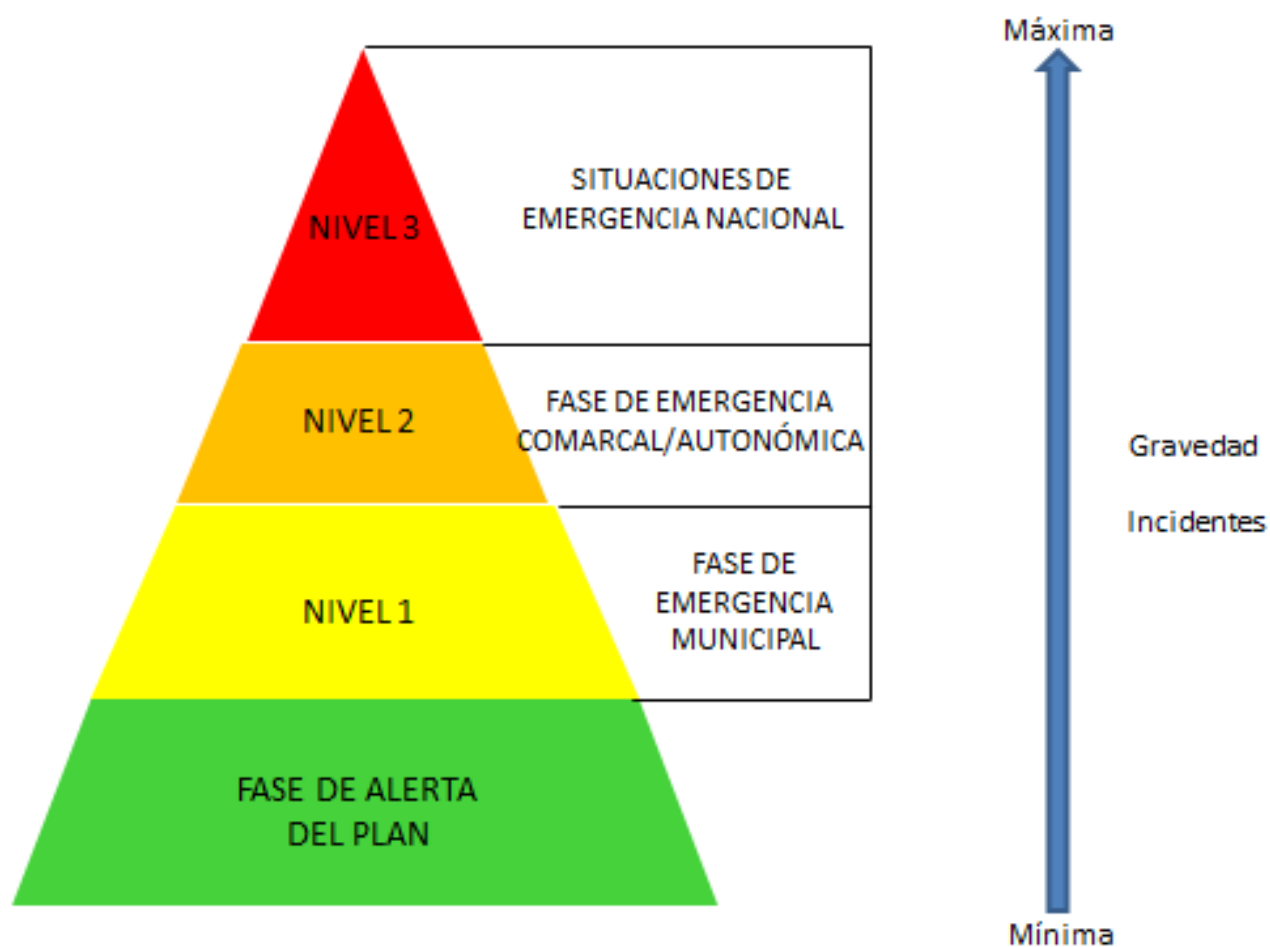 Máxima
SITUACIONES DE
EMERGENCIA NACIONAL
NIVEL 3
FASE DE EMERGENCIA
COMARCAL/AUTONÓMICA
NIVEL 2
Gravedad
Incidentes
FASE DE
EMERGENCIA
MUNICIPAL
NIVEL 1
FASE DE ALERTA
DEL PLAN
Mínima